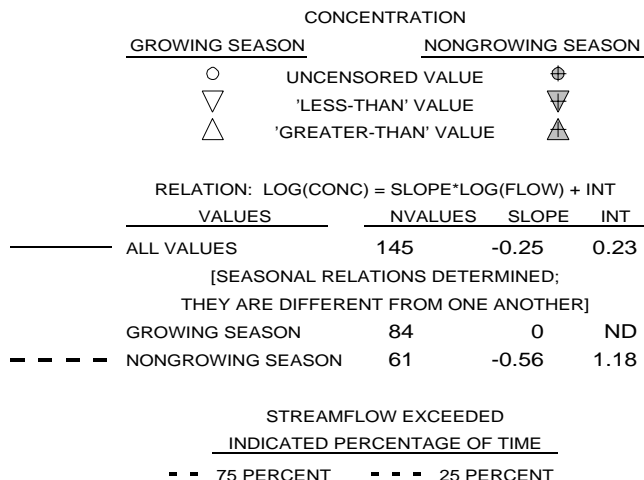 CONCENTRATION
GROWING SEASON NONGROWING SEASON
UNCENSORED VALUE
'LESS-THAN' VALUE
'GREATER-THAN' VALUE
RELATION: LOG(CONC) = SLOPE*LOG(FLOW) + INT
VALUES NVALUES SLOPE INT
ALL VALUES 145 -0.25 0.23
[SEASONAL RELATIONS DETERMINED;
THEY ARE DIFFERENT FROM ONE ANOTHER]
GROWING SEASON 84 0 ND
NONGROWING SEASON 61 -0.56 1.18
STREAMFLOW EXCEEDED
INDICATED PERCENTAGE OF TIME
75 PERCENT 25 PERCENT